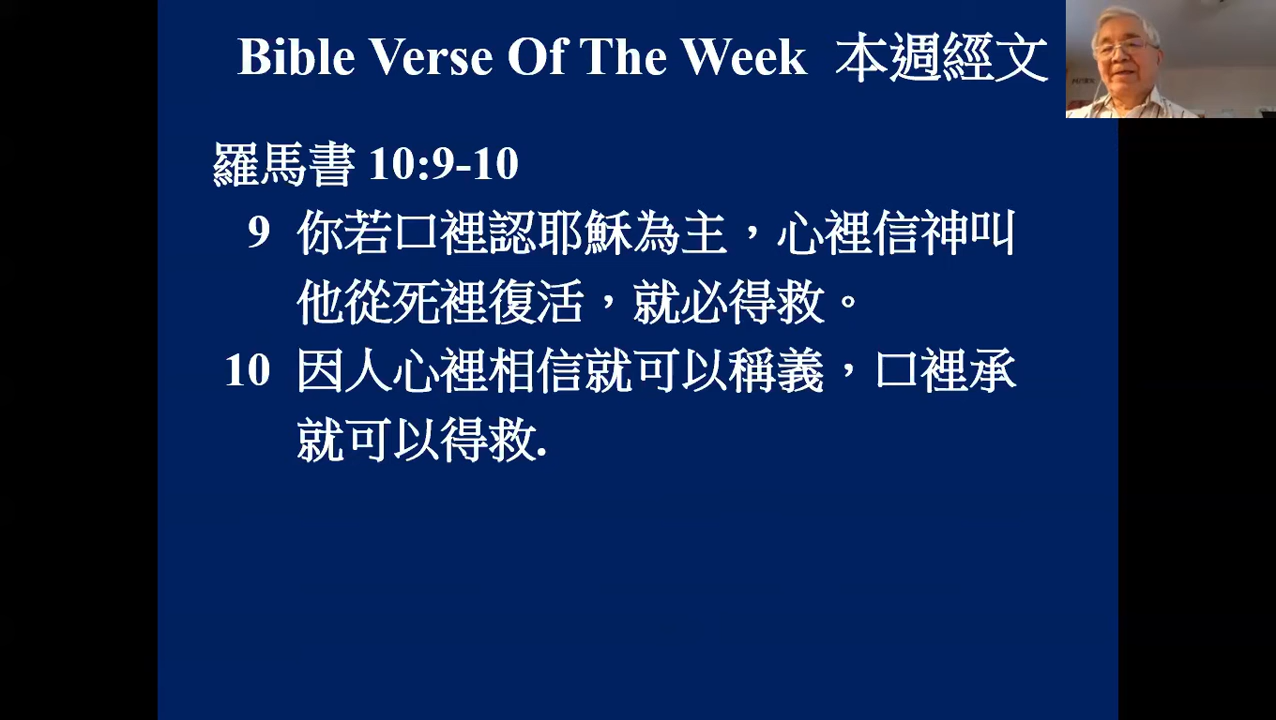 Bible Verse Of The Week 本週經文
羅馬書 10:9-10
9 你若口裡認耶穌為主，心裡信神叫
他從死裡復活，就必得救。
10 因人心裡相信就可以稱義，口裡承
就可以得救.